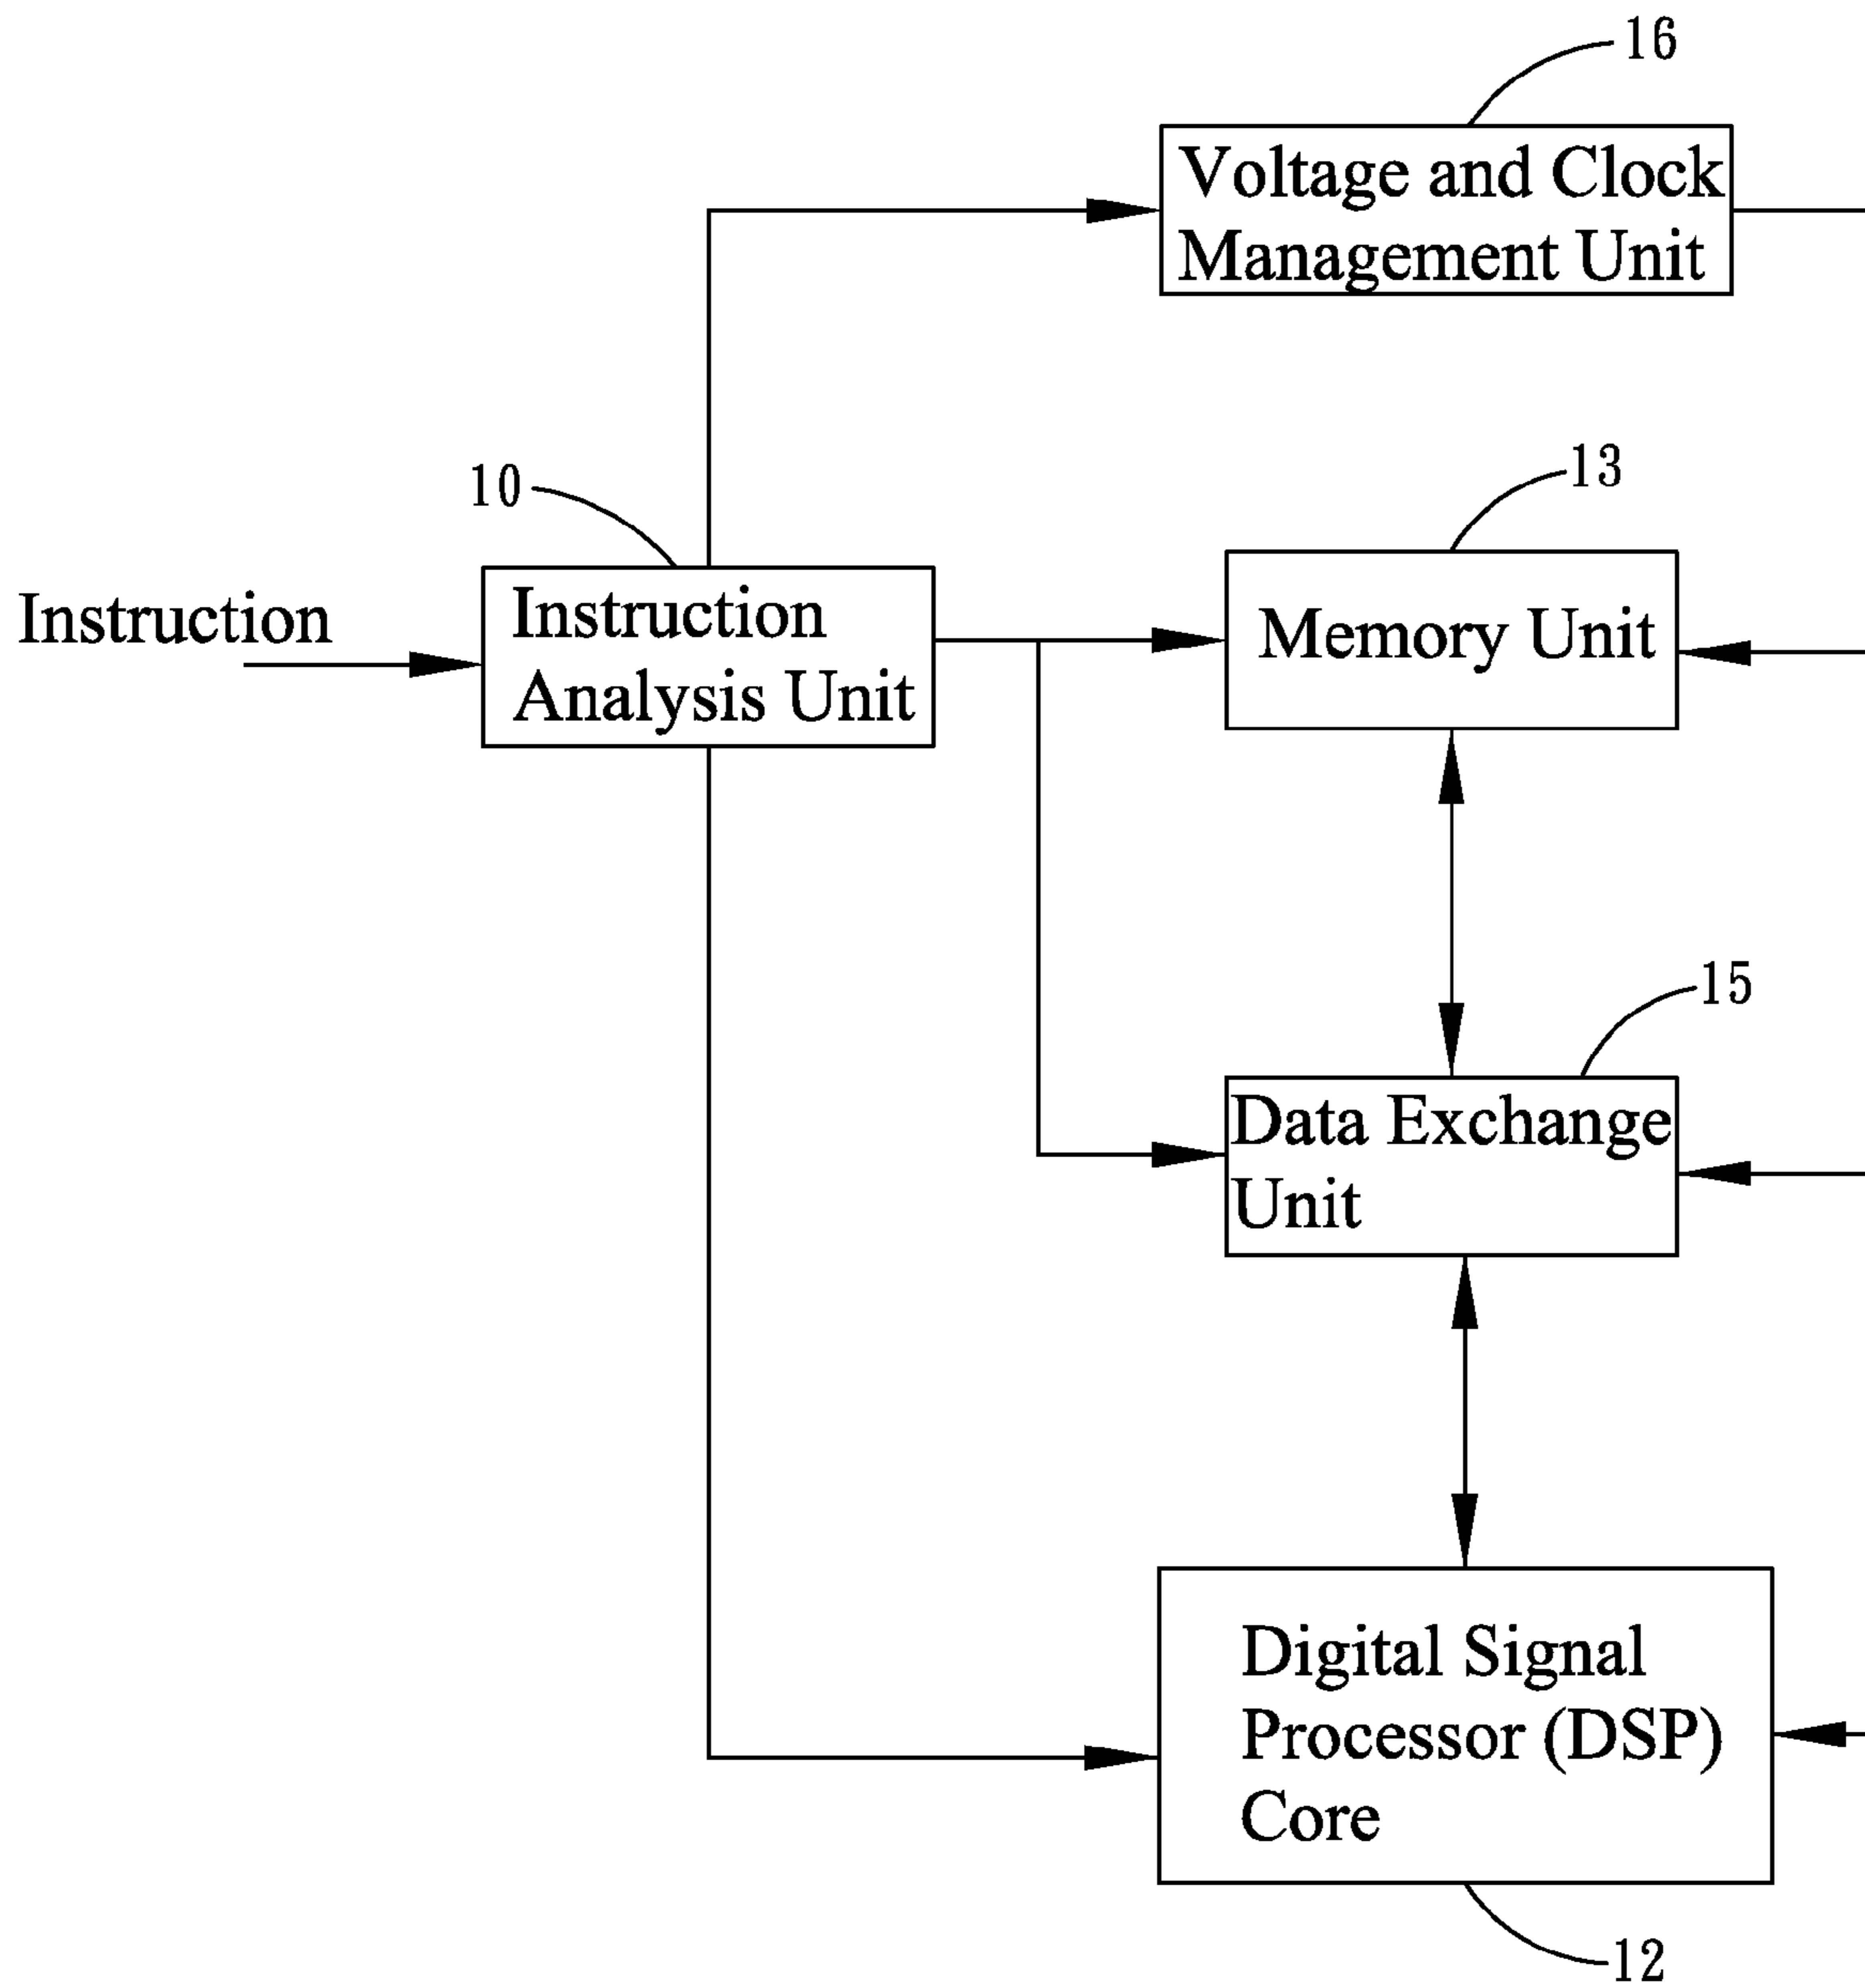 16
Voltage and Clock
Management Unit
10
13
Instruction
Instruction
Analysis Unit
Memory Unit
15
Data Exchange
Unit
Digital Signal
Processor (DSP)
Core
12